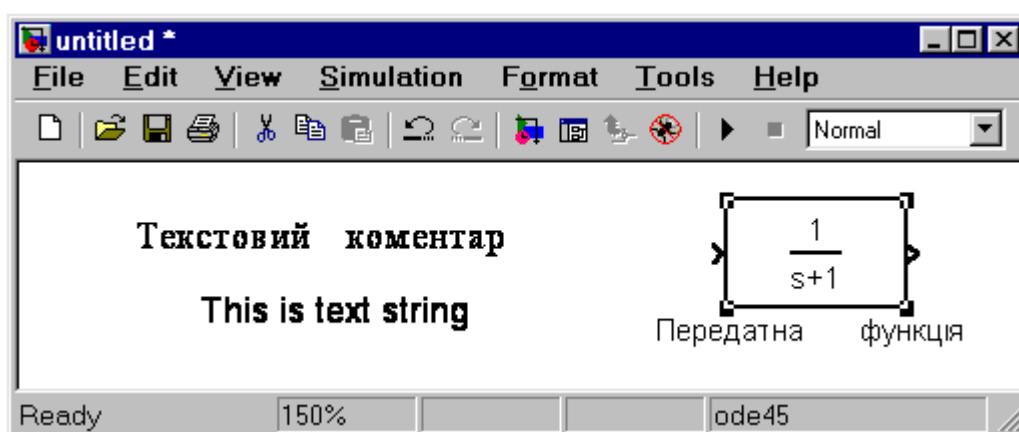 untitled *
File Edit View Simulation Format Tools Help
Normal
Текстовий коментар
This is text string
1
s+1
Передатна функція
Ready 150% ode45